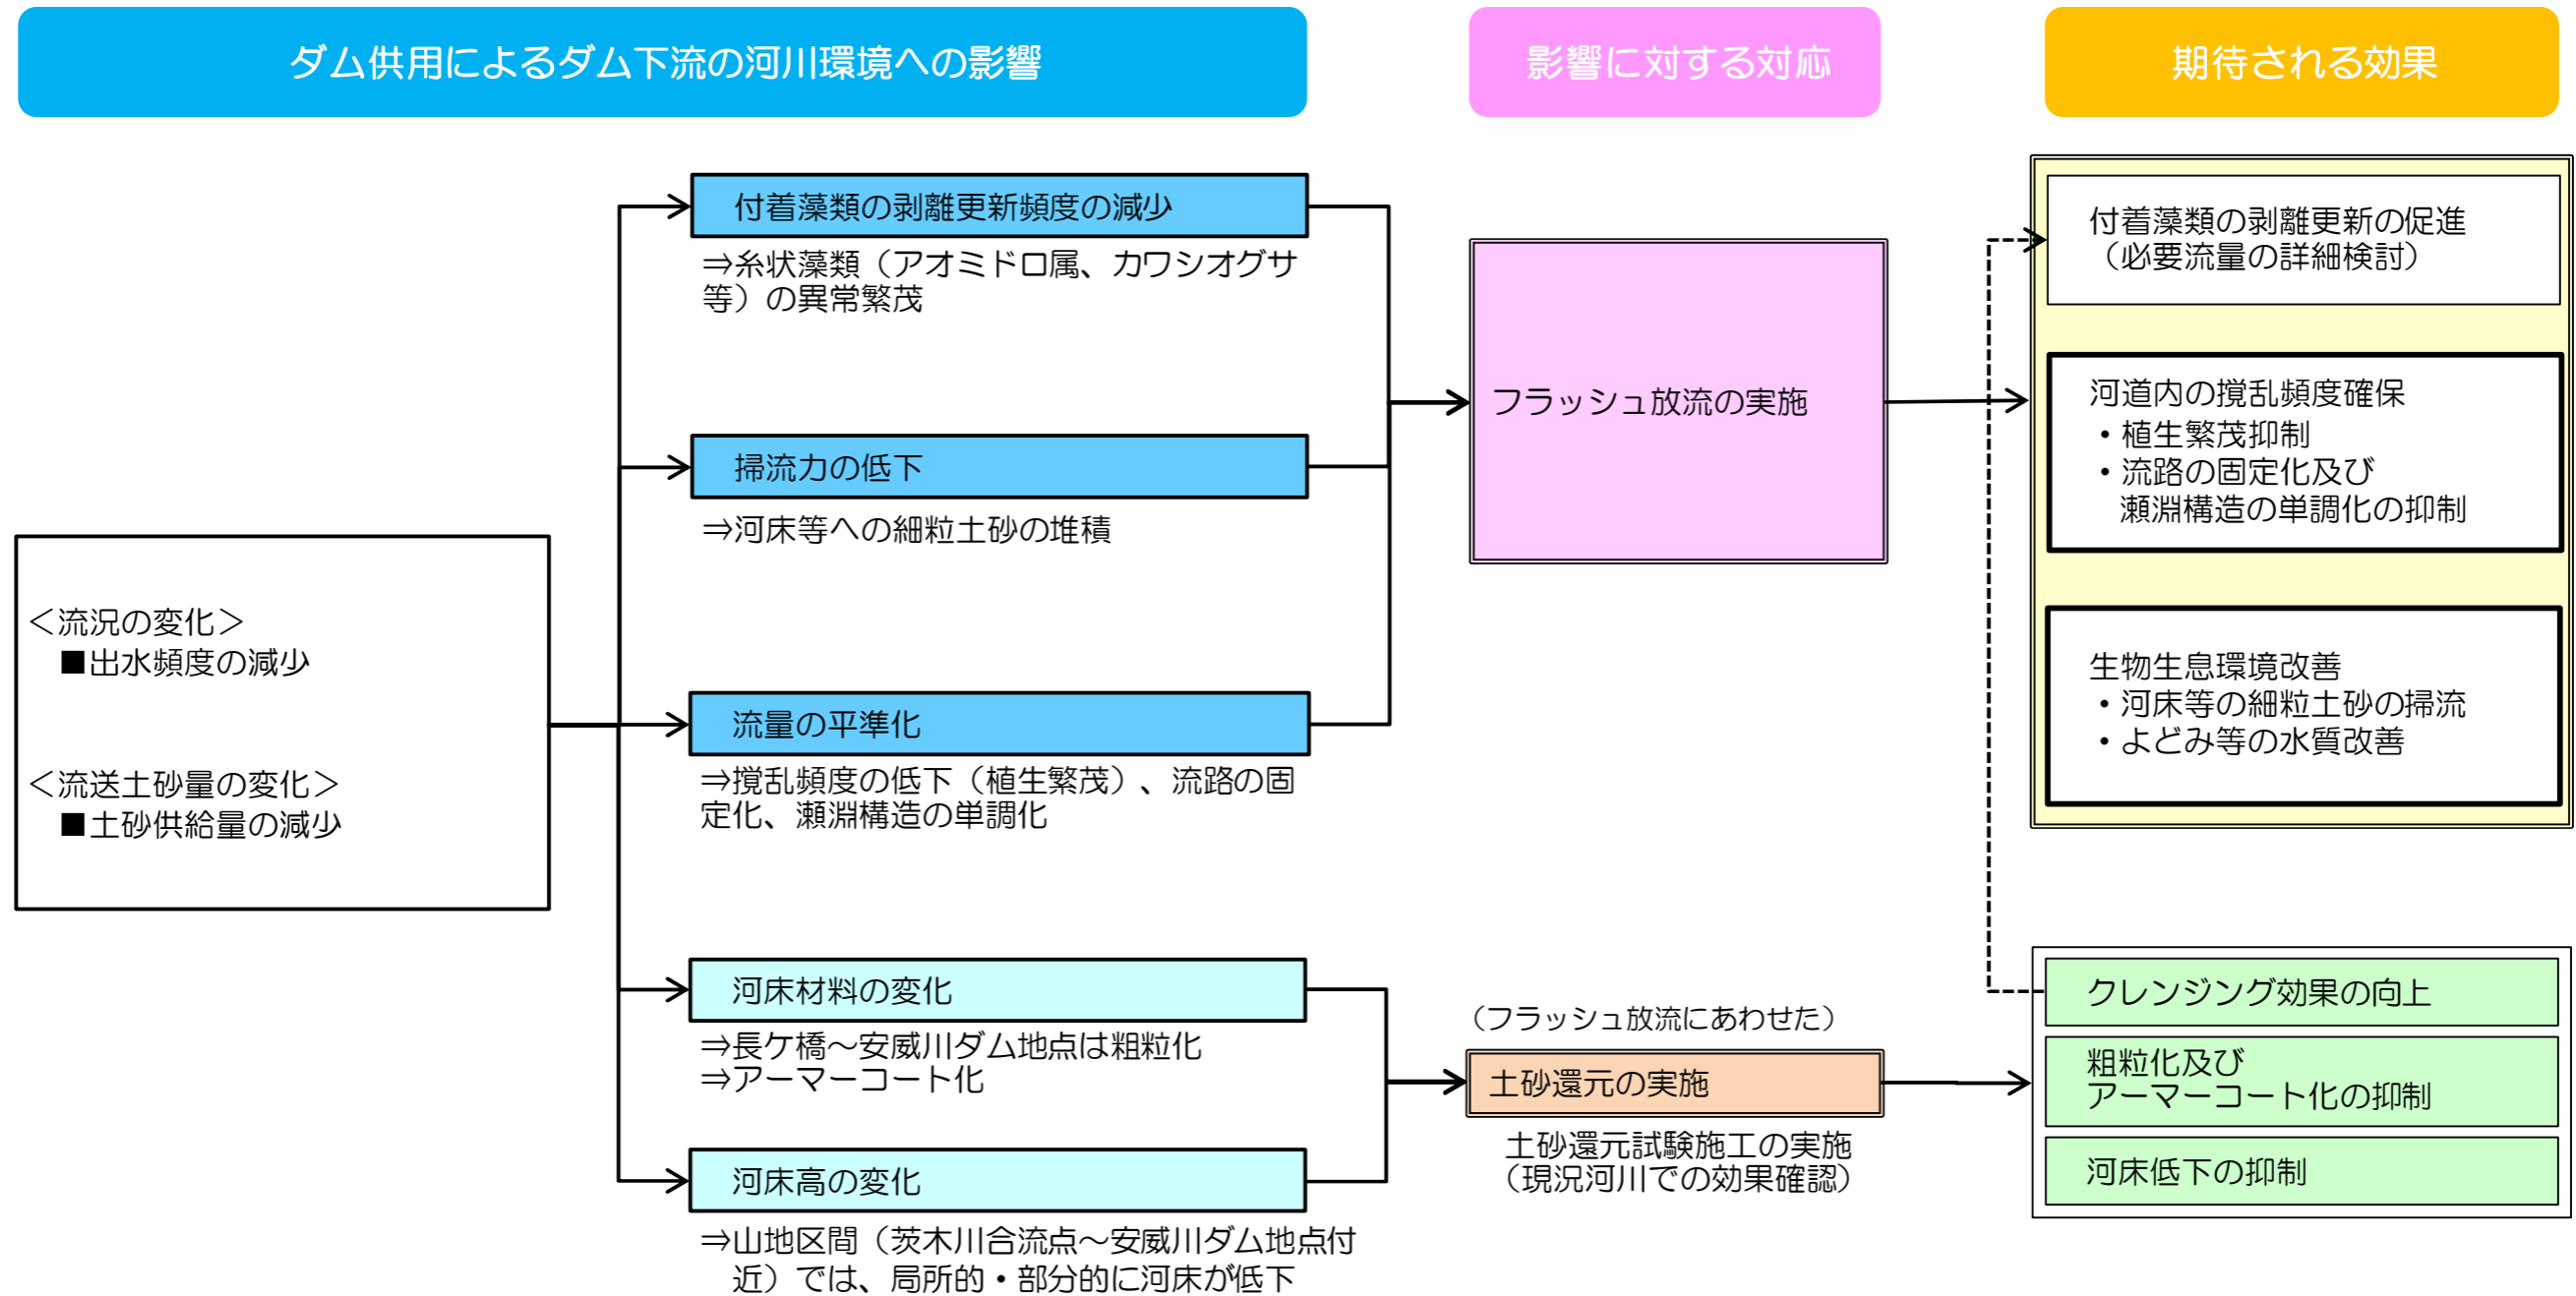 ダム供用によるダム下流の河川環境への影響
影響に対する対応
期待される効果
＜流況の変化＞
■出水頻度の減少
＜流送土砂量の変化＞
■土砂供給量の減少
付着藻類の剥離更新頻度の減少
⇒糸状藻類（アオミドロ属、カワシオグサ
等）の異常繁茂
掃流力の低下
⇒河床等への細粒土砂の堆積
流量の平準化
⇒撹乱頻度の低下（植生繁茂）、流路の固
定化、瀬淵構造の単調化
河床材料の変化
⇒長ケ橋～安威川ダム地点は粗粒化
⇒アーマーコート化
河床高の変化
⇒山地区間（茨木川合流点～安威川ダム地点付
近）では、局所的・部分的に河床が低下
フラッシュ放流の実施
（フラッシュ放流にあわせた）
土砂還元の実施
土砂還元試験施工の実施
（現況河川での効果確認）
付着藻類の剥離更新の促進
（必要流量の詳細検討）
河道内の撹乱頻度確保
・植生繁茂抑制
・流路の固定化及び
瀬淵構造の単調化の抑制
生物生息環境改善
・河床等の細粒土砂の掃流
・よどみ等の水質改善
クレンジング効果の向上
粗粒化及び
アーマーコート化の抑制
河床低下の抑制